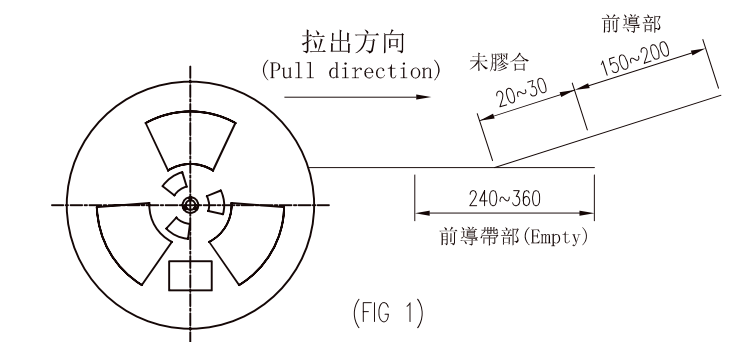 拉出方向
(Pull direction)
未膠合
20~30
前導部
150~200
240~360
前導帶部(Empty)
(FIG 1)